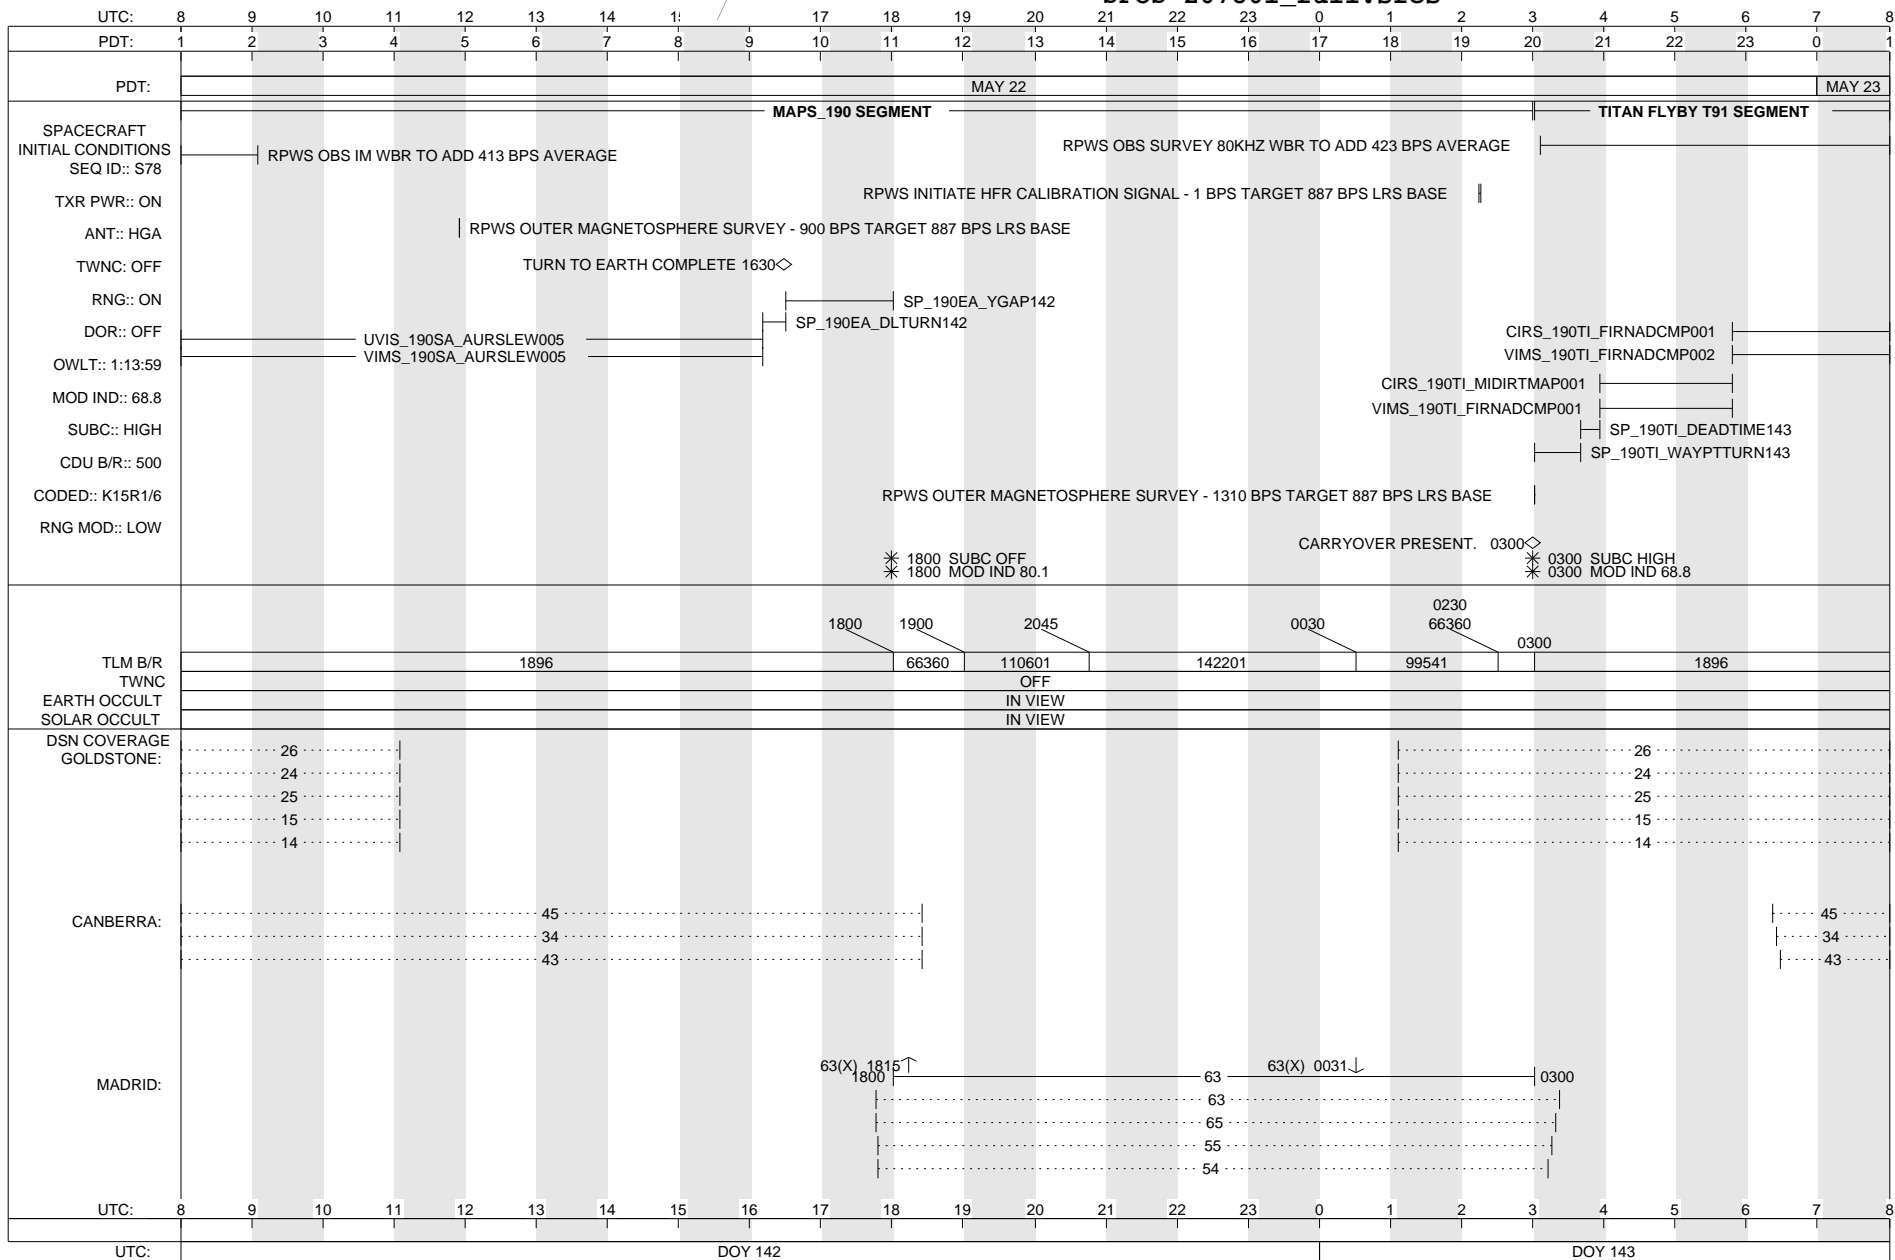 UTC: 8 9 10 11 12 13 14 17 18 19 20 21 22 23 0 1 2 3 4 5 6 7 8
PDT: 1 2 3 4 5 6 7 8 9 10 11 12 13 14 15 16 17 18 19 20 21 22 23 0 1
PDT: MAY 22 MAY 23
MAPS_190 SEGMENT TITAN FLYBY T91 SEGMENT
SPACECRAFT
INITIAL CONDITIONS
SEQ ID:: S78
TXR PWR:: ON
ANT:: HGA
TWNC: OFF
RNG:: ON
DOR:: OFF
OWLT:: 1:13:59
MOD IND:: 68.8
SUBC:: HIGH
CDU B/R:: 500
CODED:: K15R1/6
RNG MOD:: LOW
RPWS OBS IM WBR TO ADD 413 BPS AVERAGE
RPWS OBS SURVEY 80KHZ WBR TO ADD 423 BPS AVERAGE
RPWS INITIATE HFR CALIBRATION SIGNAL - 1 BPS TARGET 887 BPS LRS BASE
RPWS OUTER MAGNETOSPHERE SURVEY - 900 BPS TARGET 887 BPS LRS BASE
TURN TO EARTH COMPLETE 1630
SP_190EA_YGAP142
SP_190EA_DLTURN142
UVIS_190SA_AURSLEW005
VIMS_190SA_AURSLEW005
CIRS_190TI_FIRNADCMP001
VIMS_190TI_FIRNADCMP002
CIRS_190TI_MIDIRTMAP001
VIMS_190TI_FIRNADCMP001
SP_190TI_DEADTIME143
SP_190TI_WAYPTTURN143
RPWS OUTER MAGNETOSPHERE SURVEY - 1310 BPS TARGET 887 BPS LRS BASE
CARRYOVER PRESENT. 0300
1800 SUBC OFF 0300 SUBC HIGH
1800 MOD IND 80.1 0300 MOD IND 68.8
0230
1800 1900 2045 0030 66360
0300
TLM B/R 1896 66360 110601 142201 99541 1896
TWNC OFF
EARTH OCCULT IN VIEW
SOLAR OCCULT IN VIEW
DSN COVERAGE
GOLDSTONE:
26 26
24 24
25 25
15 15
14 14
CANBERRA:
45 45
34 34
43 43
MADRID:
63(X) 1815 63(X) 0031
1800 63 0300
63
65
55
54
UTC: 8 9 10 11 12 13 14 15 16 17 18 19 20 21 22 23 0 1 2 3 4 5 6 7 8
UTC: DOY 142 DOY 143